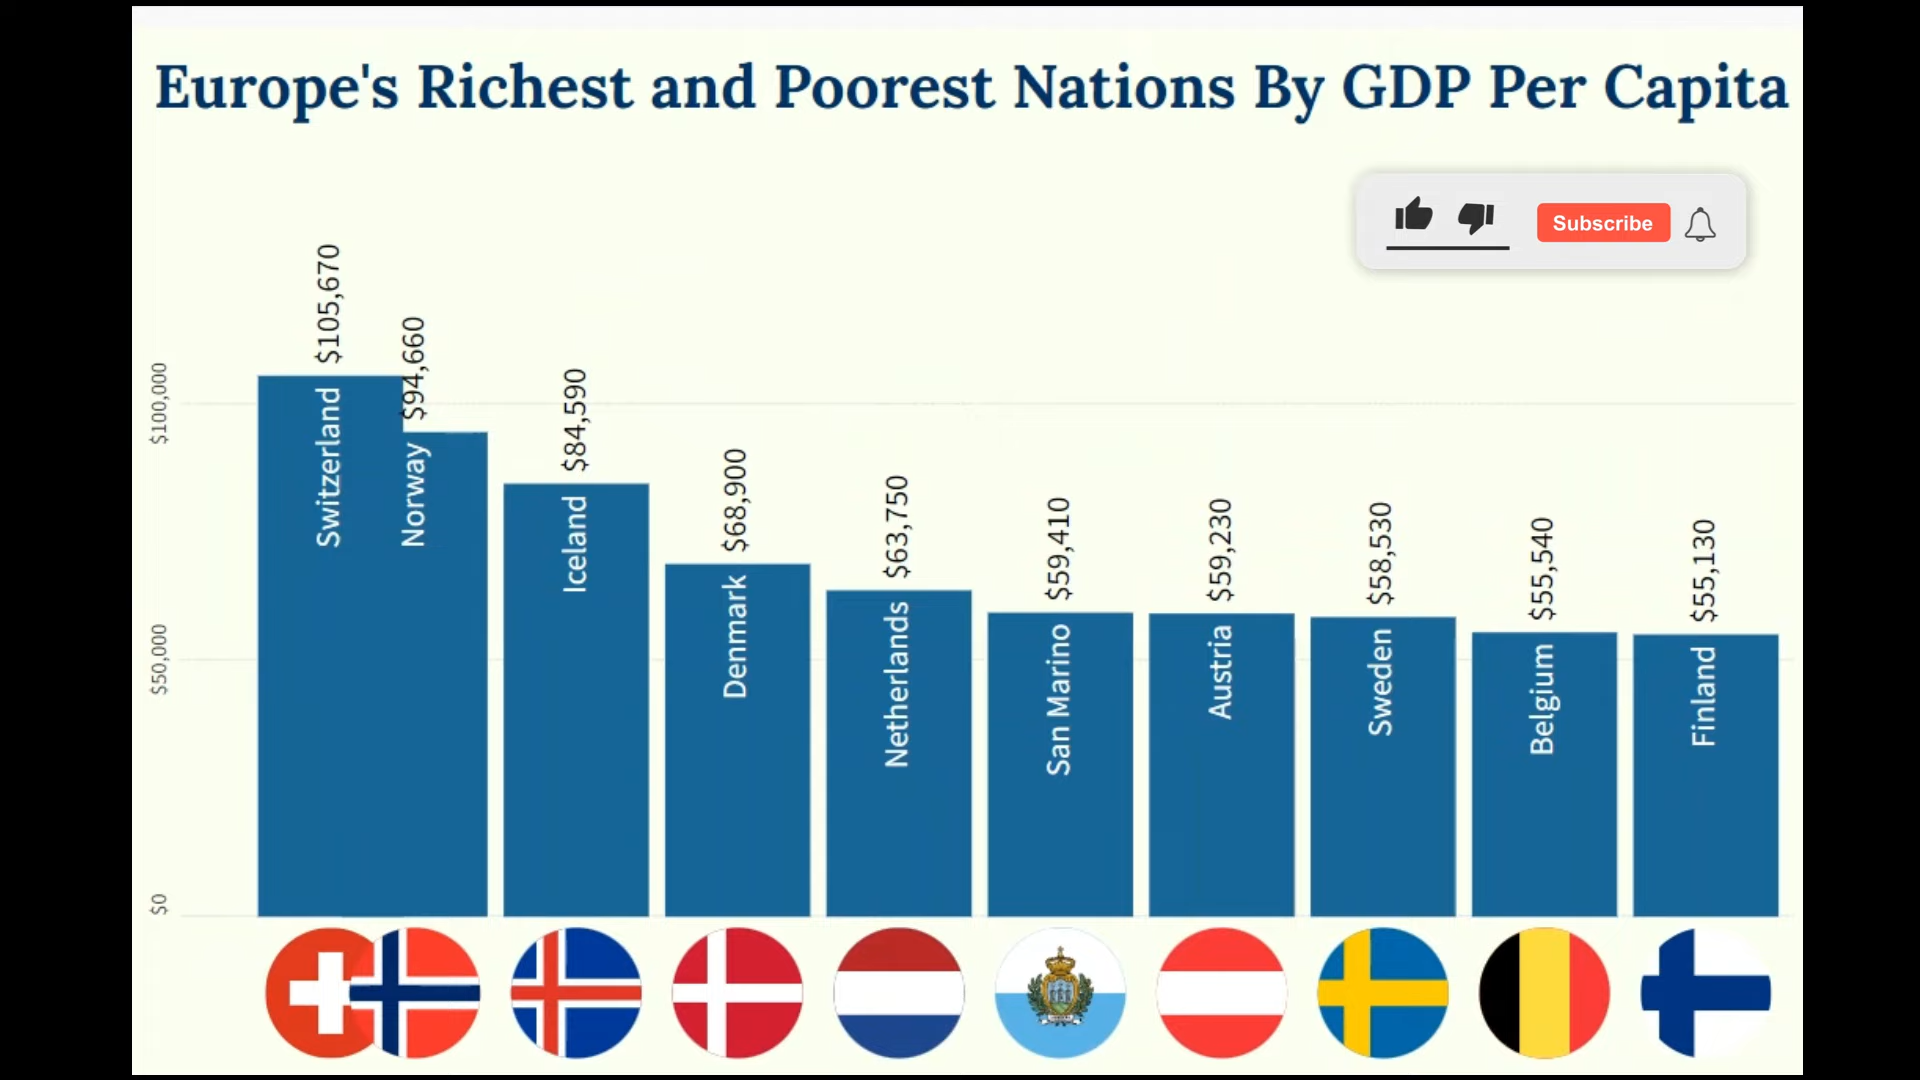 Europe's Richest and Poorest Nations By GDP Per Capita
Subscribe
$100,000
$50,000
$0
Switzerland $105,670
Norway $94,660
Iceland $84,590
Denmark $68,900
Netherlands $63,750
San Marino $59,410
Austria $59,230
Sweden $58,530
Belgium $55,540
Finland $55,130